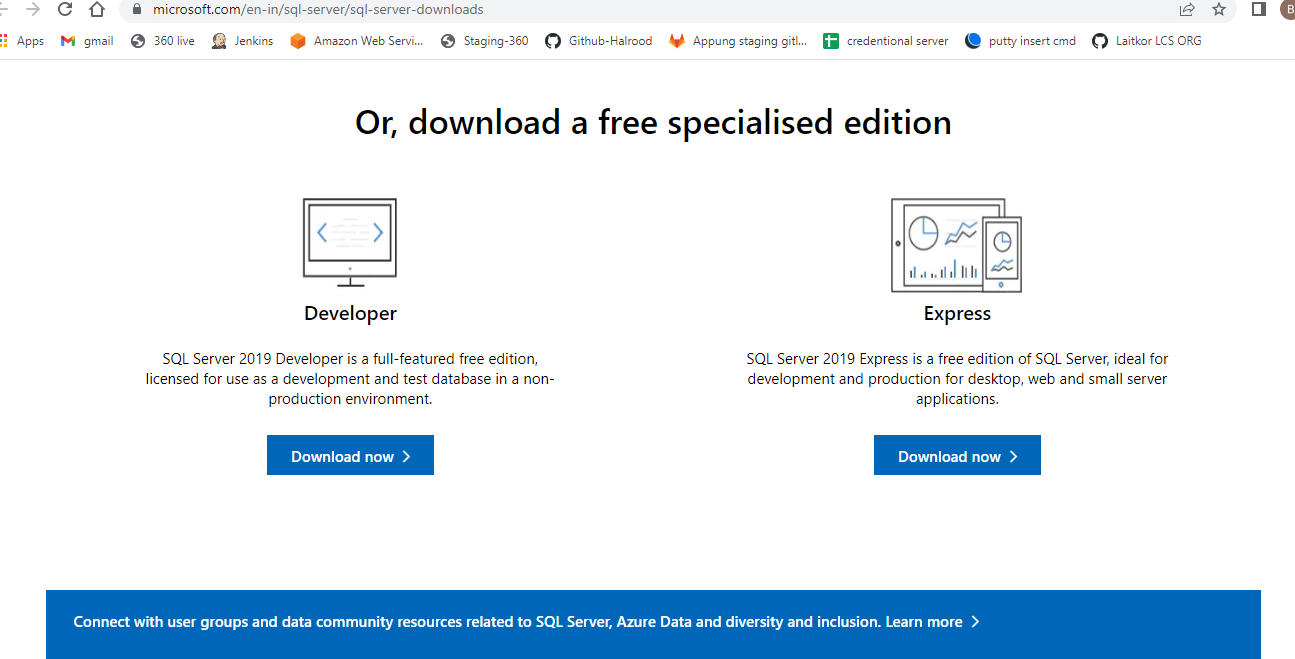 microsoft.com/en-in/sql-server/sql-server-downloads
B
Apps gmail 360 live Jenkins Amazon Web Servi... Staging-360 Github-Halrood Appung staging gitl... credentional server putty insert cmd Laitkor LCS ORG
Or, download a free specialised edition
Developer
SQL Server 2019 Developer is a full-featured free edition,
licensed for use as a development and test database in a non-
production environment.
Download now
Express
SQL Server 2019 Express is a free edition of SQL Server, ideal for
development and production for desktop, web and small server
applications.
Download now
Connect with user groups and data community resources related to SQL Server, Azure Data and diversity and inclusion. Learn more